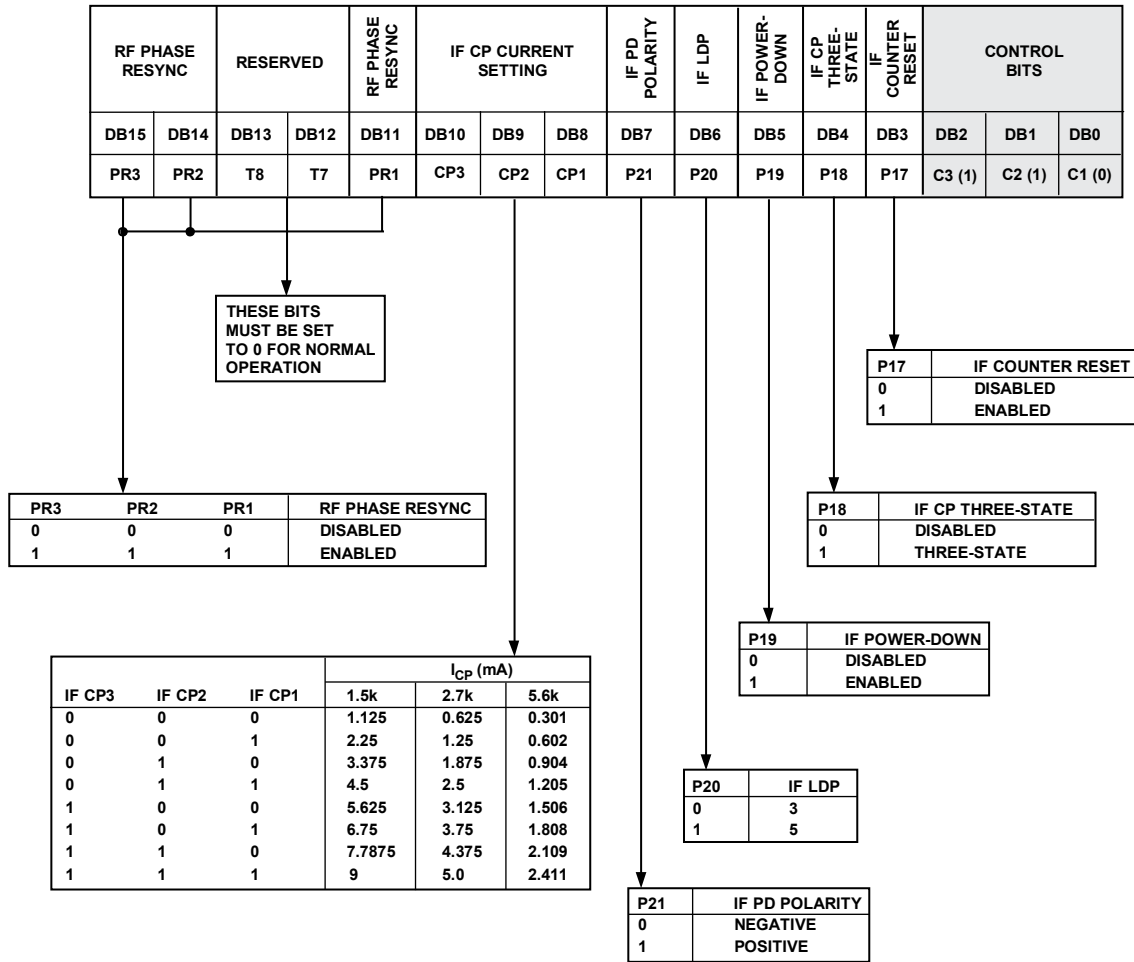 RF PHASE RESYNC
RESERVED
RF PHASE RESYNC
IF CP CURRENT SETTING
IF PD POLARITY
IF LDP
IF POWER-DOWN
IF CP THREE-STATE
IF COUNTER RESET
CONTROL BITS
DB15 DB14 DB13 DB12 DB11 DB10 DB9 DB8 DB7 DB6 DB5 DB4 DB3 DB2 DB1 DB0
PR3 PR2 T8 T7 PR1 CP3 CP2 CP1 P21 P20 P19 P18 P17 C3 (1) C2 (1) C1 (0)
THESE BITS
MUST BE SET
TO 0 FOR NORMAL
OPERATION
P17 IF COUNTER RESET
0 DISABLED
1 ENABLED
PR3 PR2 PR1 RF PHASE RESYNC
0 0 0 DISABLED
1 1 1 ENABLED
P18 IF CP THREE-STATE
0 DISABLED
1 THREE-STATE
P19 IF POWER-DOWN
0 DISABLED
1 ENABLED
ICP (mA)
IF CP3 IF CP2 IF CP1 1.5k 2.7k 5.6k
0 0 0 1.125 0.625 0.301
0 0 1 2.25 1.25 0.602
0 1 0 3.375 1.875 0.904
0 1 1 4.5 2.5 1.205
1 0 0 5.625 3.125 1.506
1 0 1 6.75 3.75 1.808
1 1 0 7.7875 4.375 2.109
1 1 1 9 5.0 2.411
P20 IF LDP
0 3
1 5
P21 IF PD POLARITY
0 NEGATIVE
1 POSITIVE